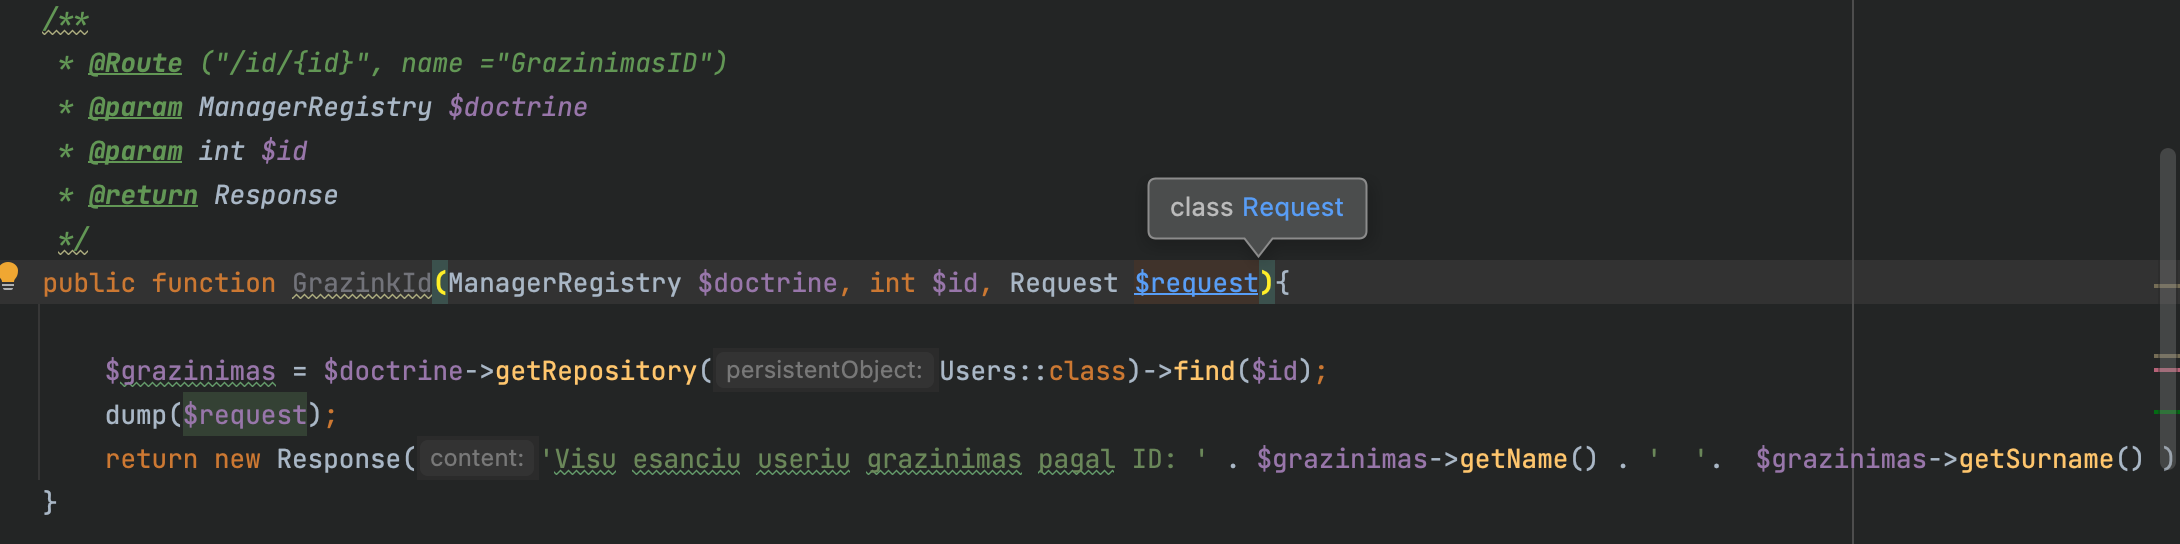 /**
* @Route ("/id/{id}", name ="GrazinimasID")
* @param ManagerRegistry $doctrine
* @param int $id
* @return Response
*/
class Request
public function GrazinkId(ManagerRegistry $doctrine, int $id, Request $request){
$grazinimas = $doctrine->getRepository( persistentObject: Users::class)->find($id);
dump($request);
return new Response( content: 'Visu esanciu useriu grazinimas pagal ID: ' . $grazinimas->getName() . '  '.  $grazinimas->getSurname() )
}